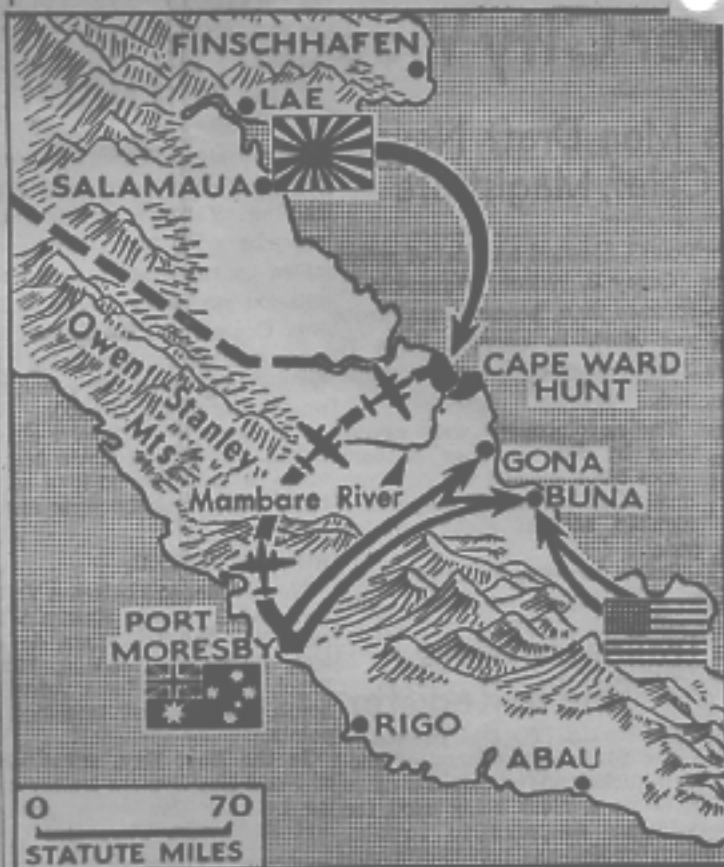 FINSCHHAFEN
LAE
SALAMAUA
Owen Stanley
Mts
CAPE WARD
HUNT
GONA
BUNA
Mambare River
PORT
MORESBY
RIGO
ABAU
0 70
STATUTE MILES